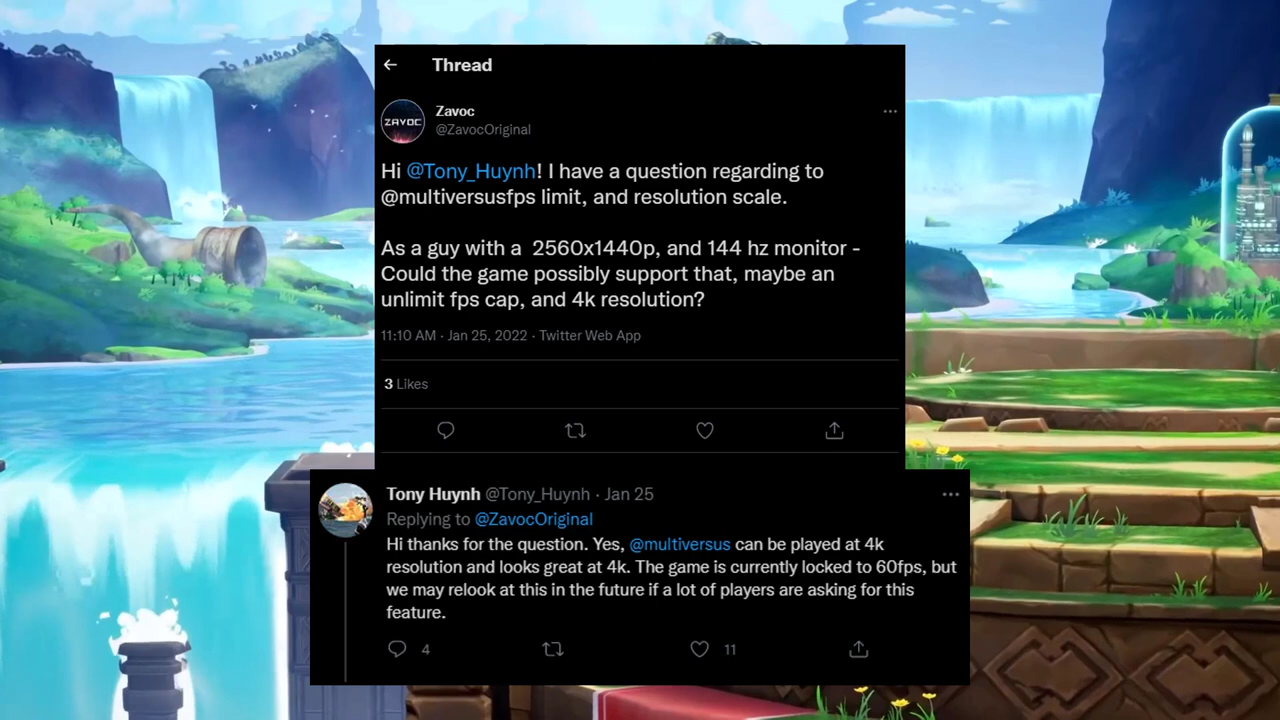 Thread
Zavoc
ZAVOC
@ZavocOriginal
Hi @Tony_Huynh! I have a question regarding to
@multiversusfps limit, and resolution scale.
As a guy with a 2560x1440p, and 144 hz monitor -
Could the game possibly support that, maybe an
unlimit fps cap, and 4k resolution?
11:10 AM · Jan 25, 2022 · Twitter Web App
3 Likes
Tony Huynh @Tony_Huynh · Jan 25
Replying to @ZavocOriginal
Hi thanks for the question. Yes, @multiversus can be played at 4k
resolution and looks great at 4k. The game is currently locked to 60fps, but
we may relook at this in the future if a lot of players are asking for this
feature.
4 11